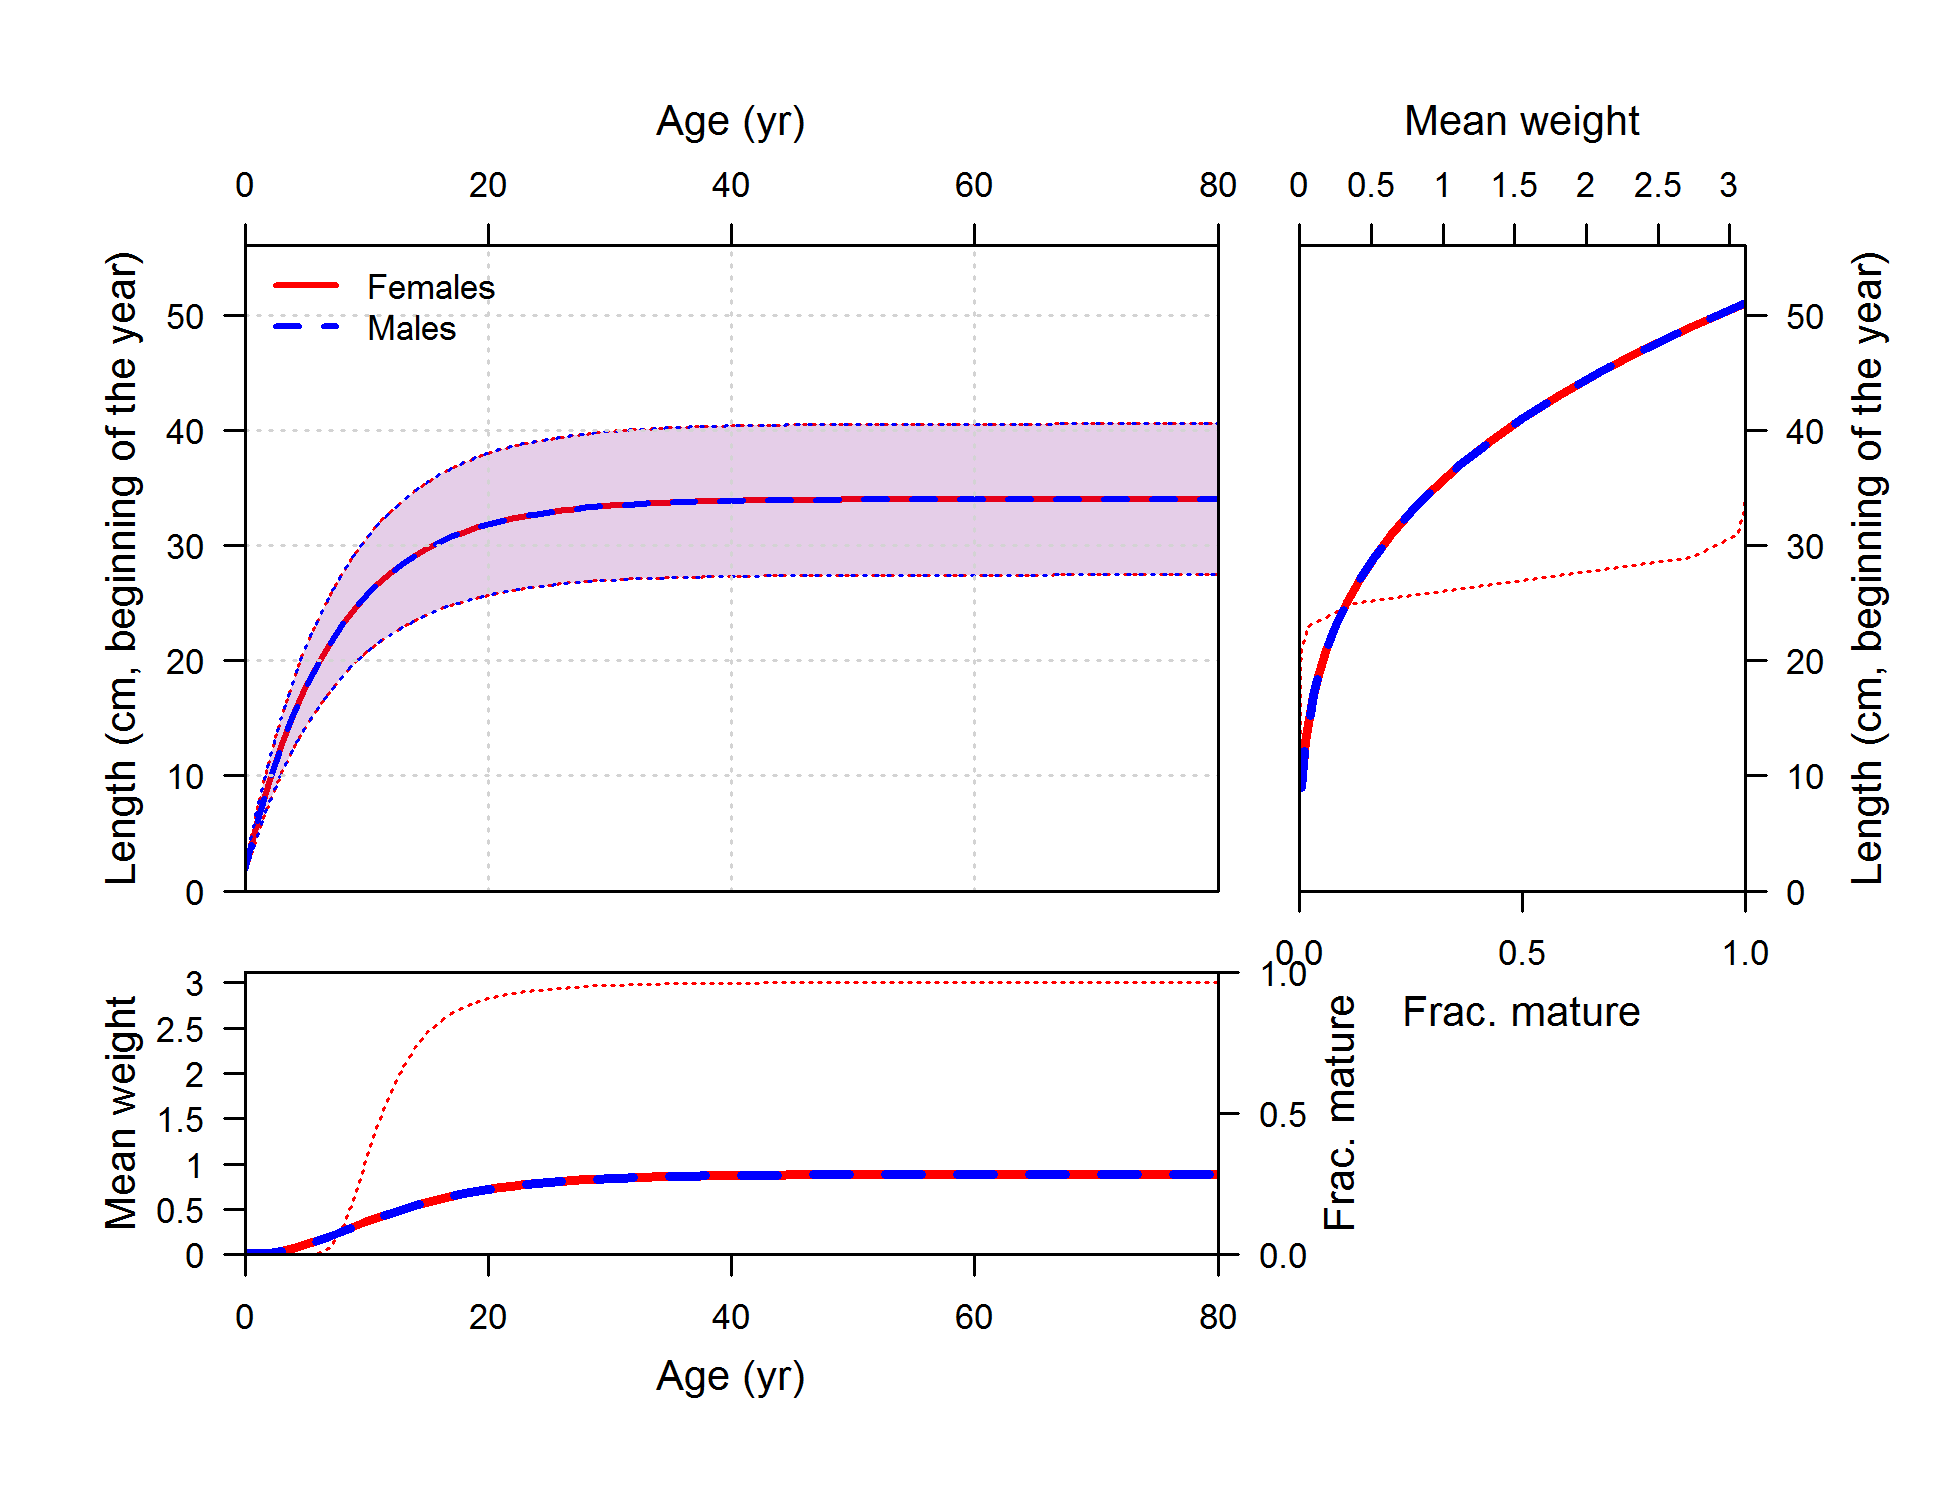 Age (yr)
0 20 40 60 80
Length (cm, beginning of the year)
50
40
30
20
10
0
Females
Males
Mean weight
0 0.5 1 1.5 2 2.5 3
Length (cm, beginning of the year)
50
40
30
20
10
0
0.0 0.5 1.0
Frac. mature
Mean weight
3
2.5
2
1.5
1
0.5
0
1.0
0.5
0.0
Frac. mature
0 20 40 60 80
Age (yr)